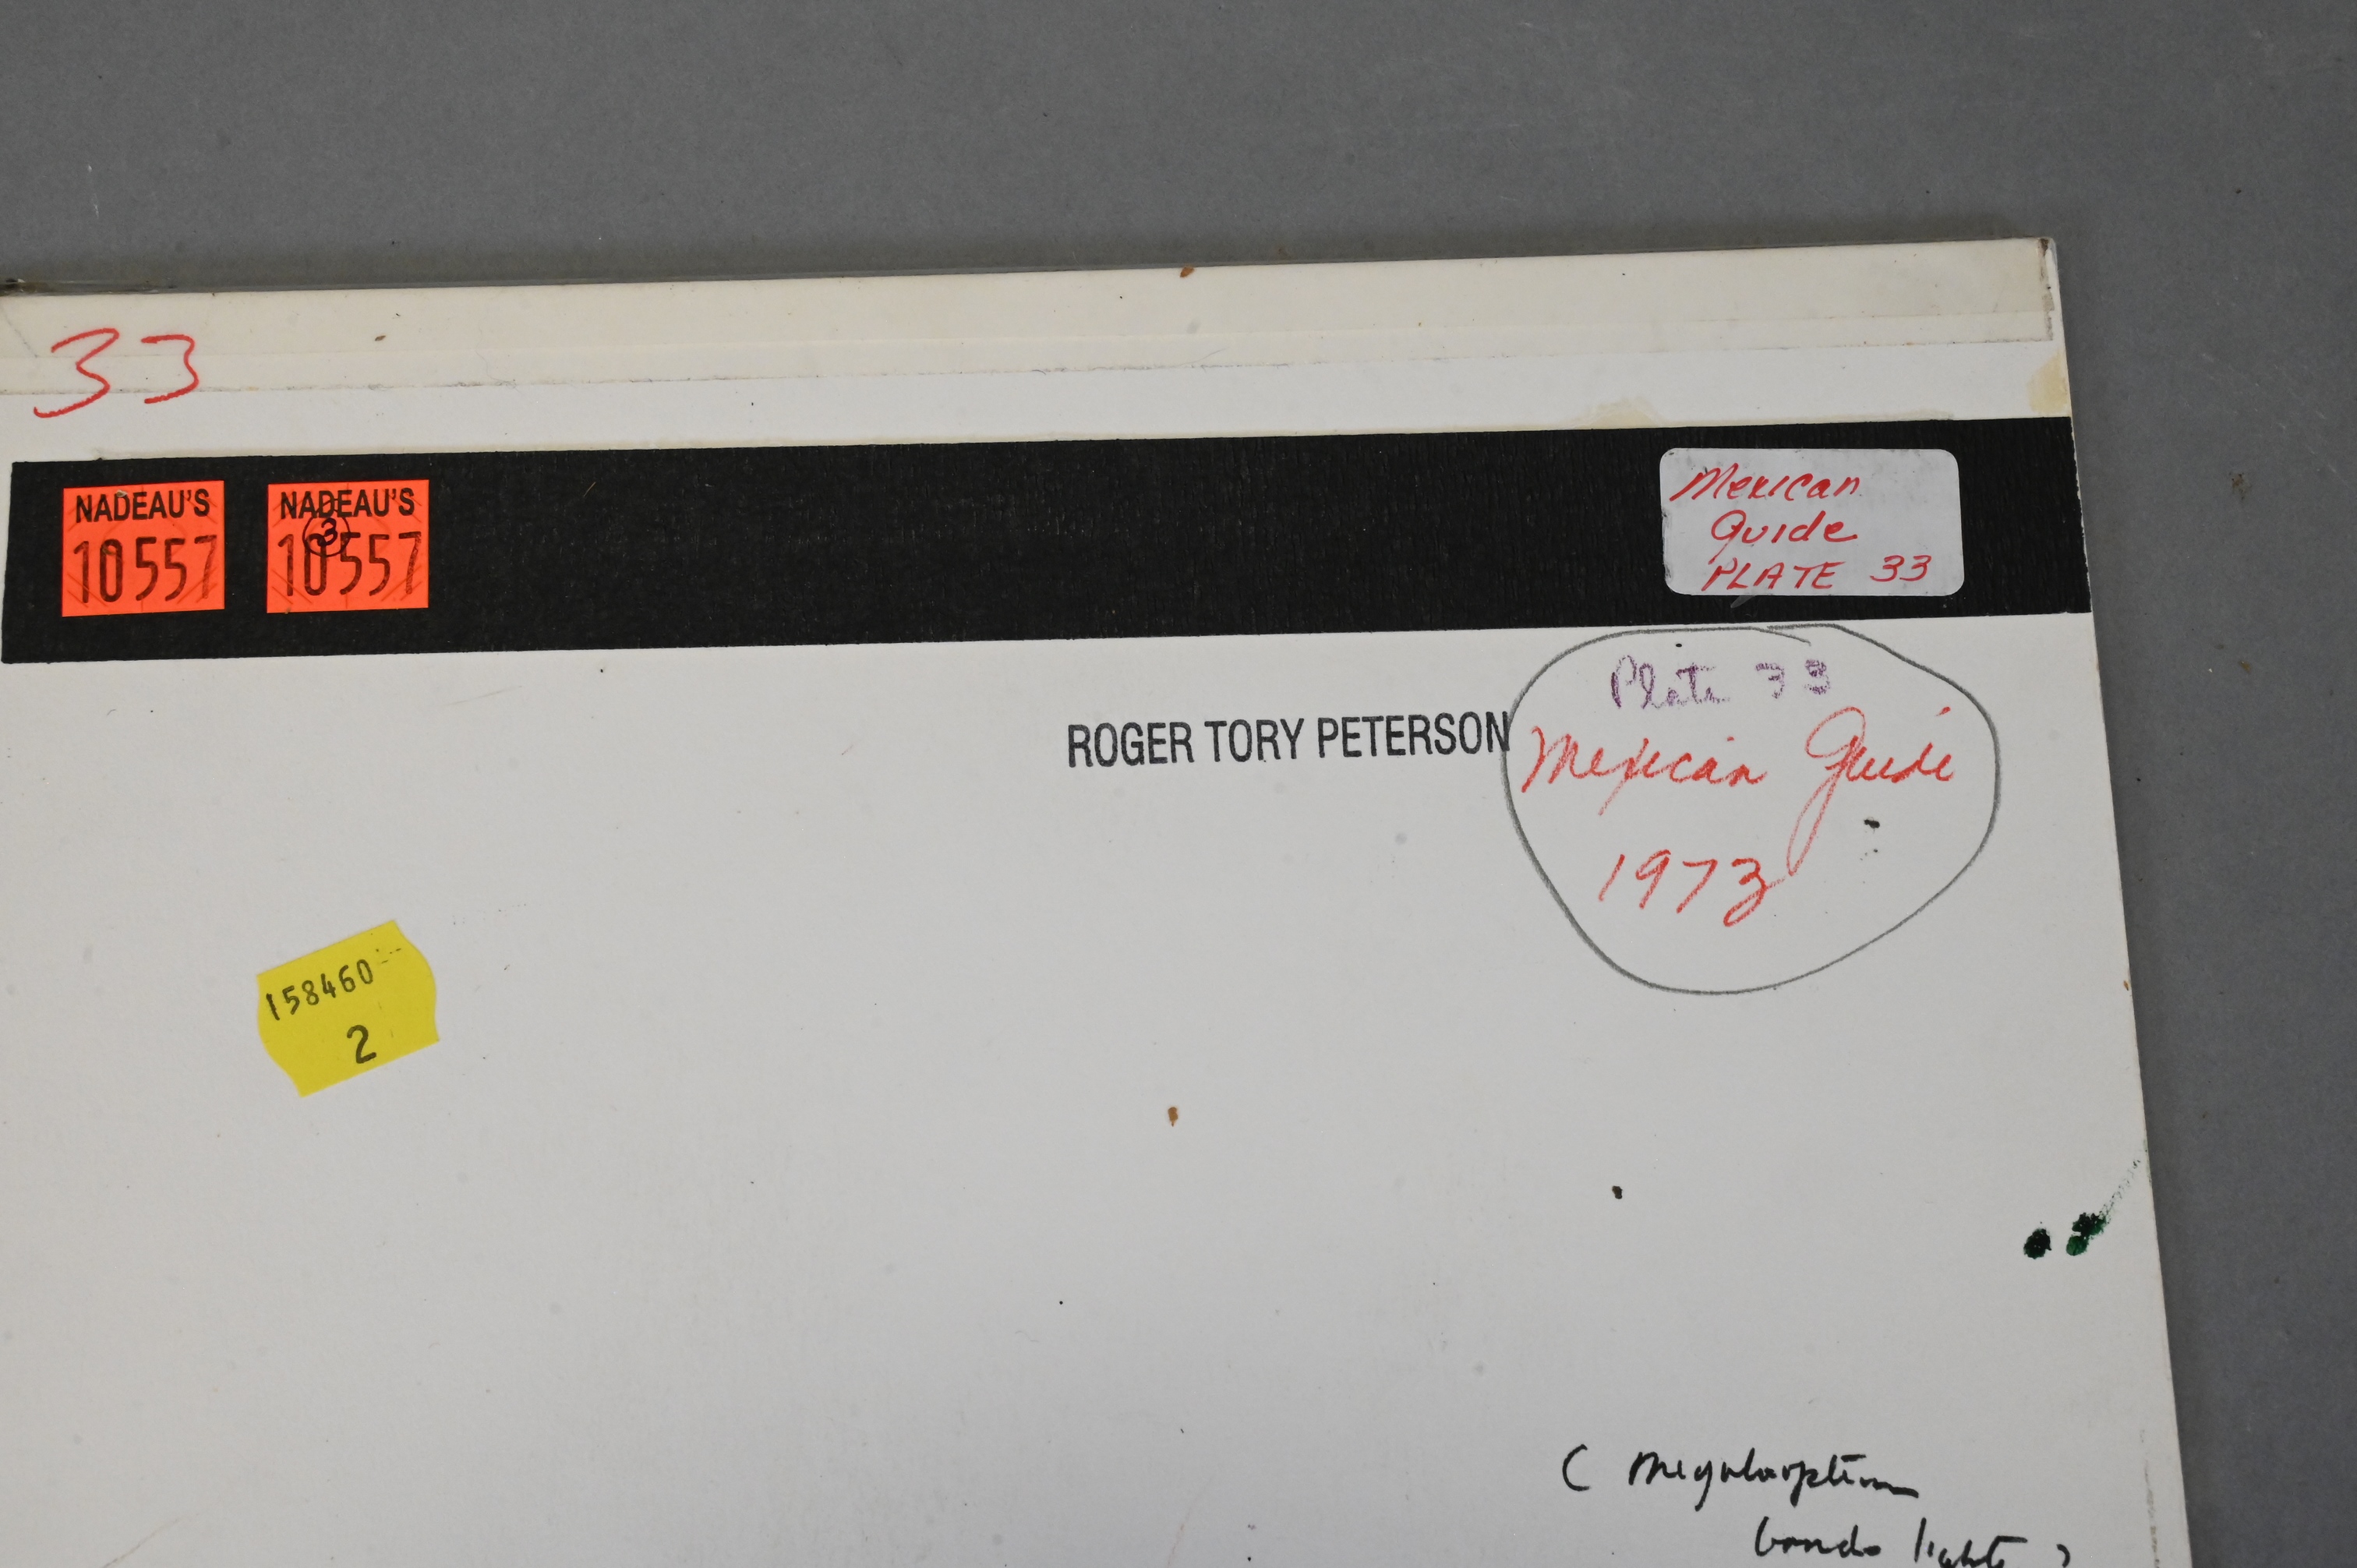 33
NADEAU'S
10557
NADEAU'S
3
10557
Mexican
Guide
PLATE 33
Plate 33
ROGER TORY PETERSON
Mexican Guide
1973
158460
2
bands